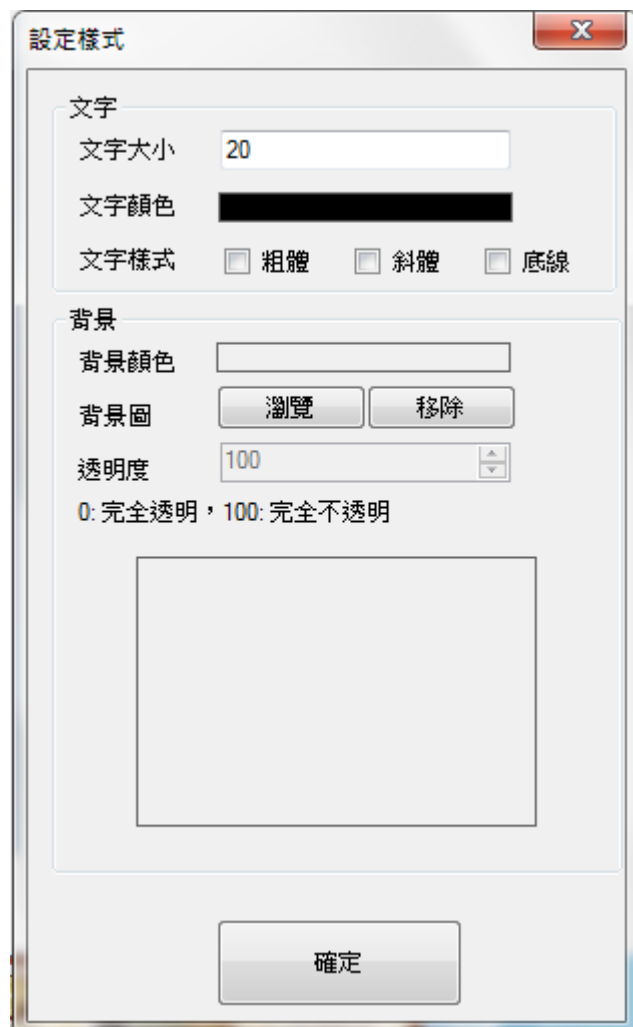 設定樣式
文字
文字大小 20
文字顏色
文字樣式 粗體 斜體 底線
背景
背景顏色
背景圖 瀏覽 移除
透明度 100
0: 完全透明，100: 完全不透明
確定